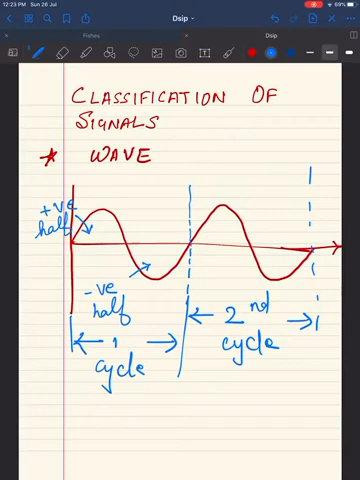 12:23 PM Sun 26 Jul
69%
Dsip
Fishes
Dsip
CLASSIFICATION OF
SIGNALS
★ WAVE
+ve
half
-ve
half
1
cycle
2nd
cycle